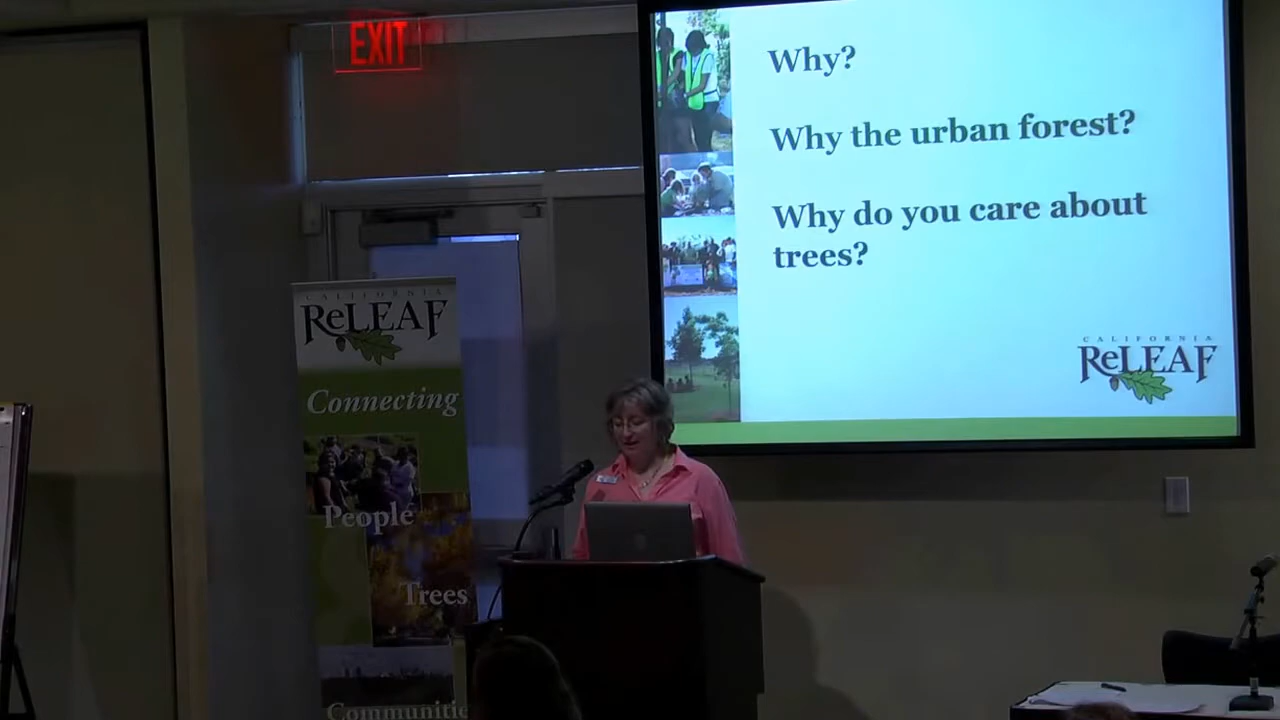 EXIT
Why?
Why the urban forest?
Why do you care about
trees?
CALIFORNIA
ReLEAF
CALIFORNIA
ReLEAF
Connecting
People
Trees
Communitie